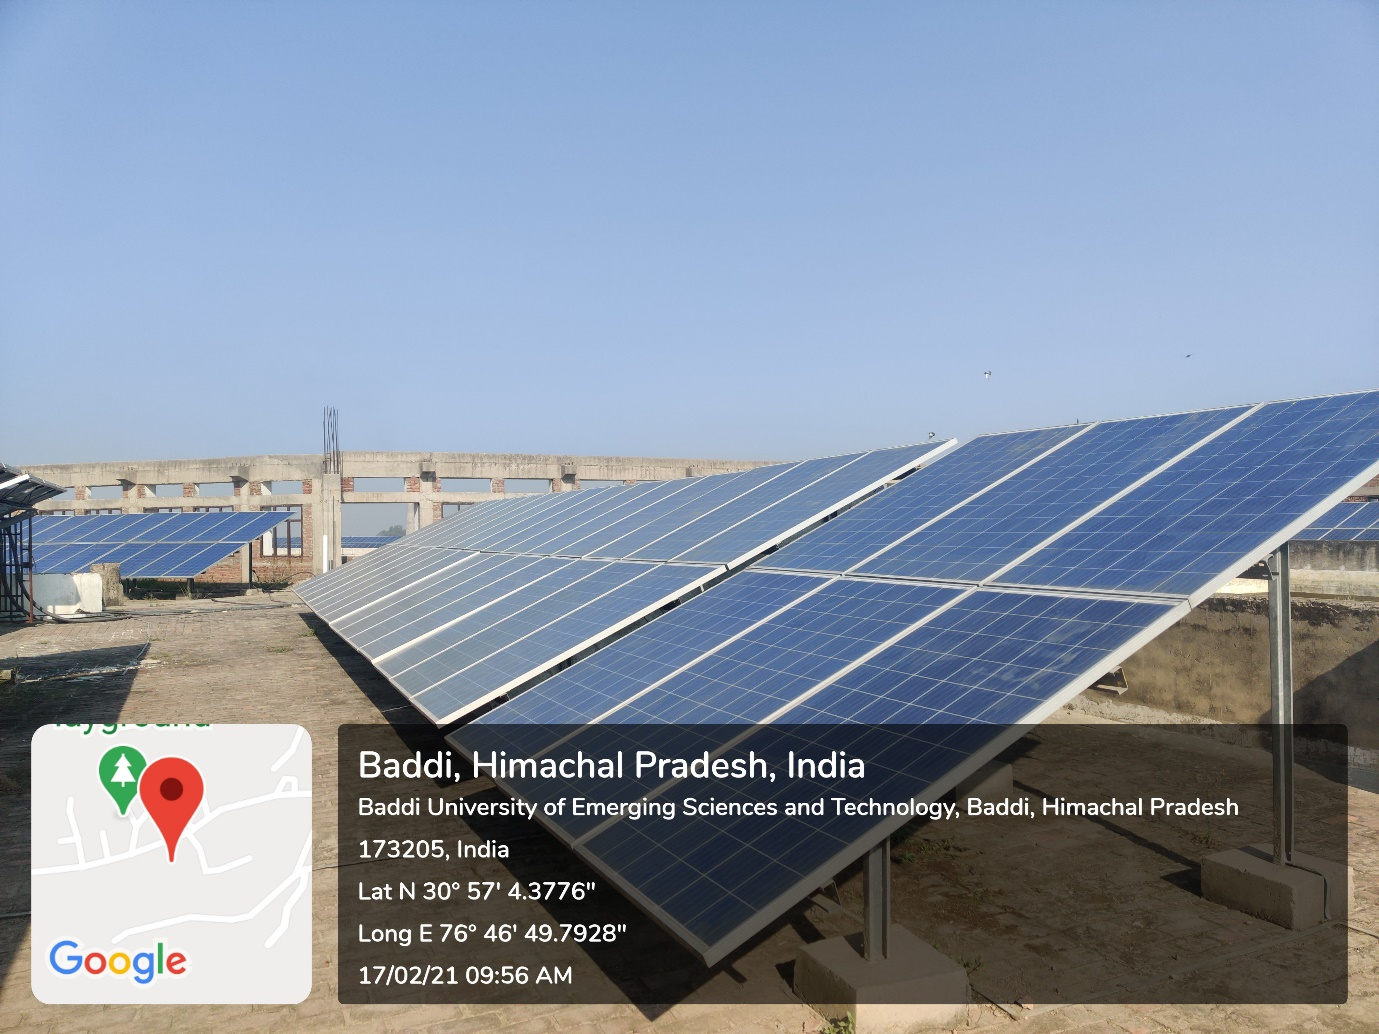 Baddi, Himachal Pradesh, India
Baddi University of Emerging Sciences and Technology, Baddi, Himachal Pradesh
173205, India
Lat N 30° 57' 4.3776"
Long E 76° 46' 49.7928"
17/02/21 09:56 AM
Google